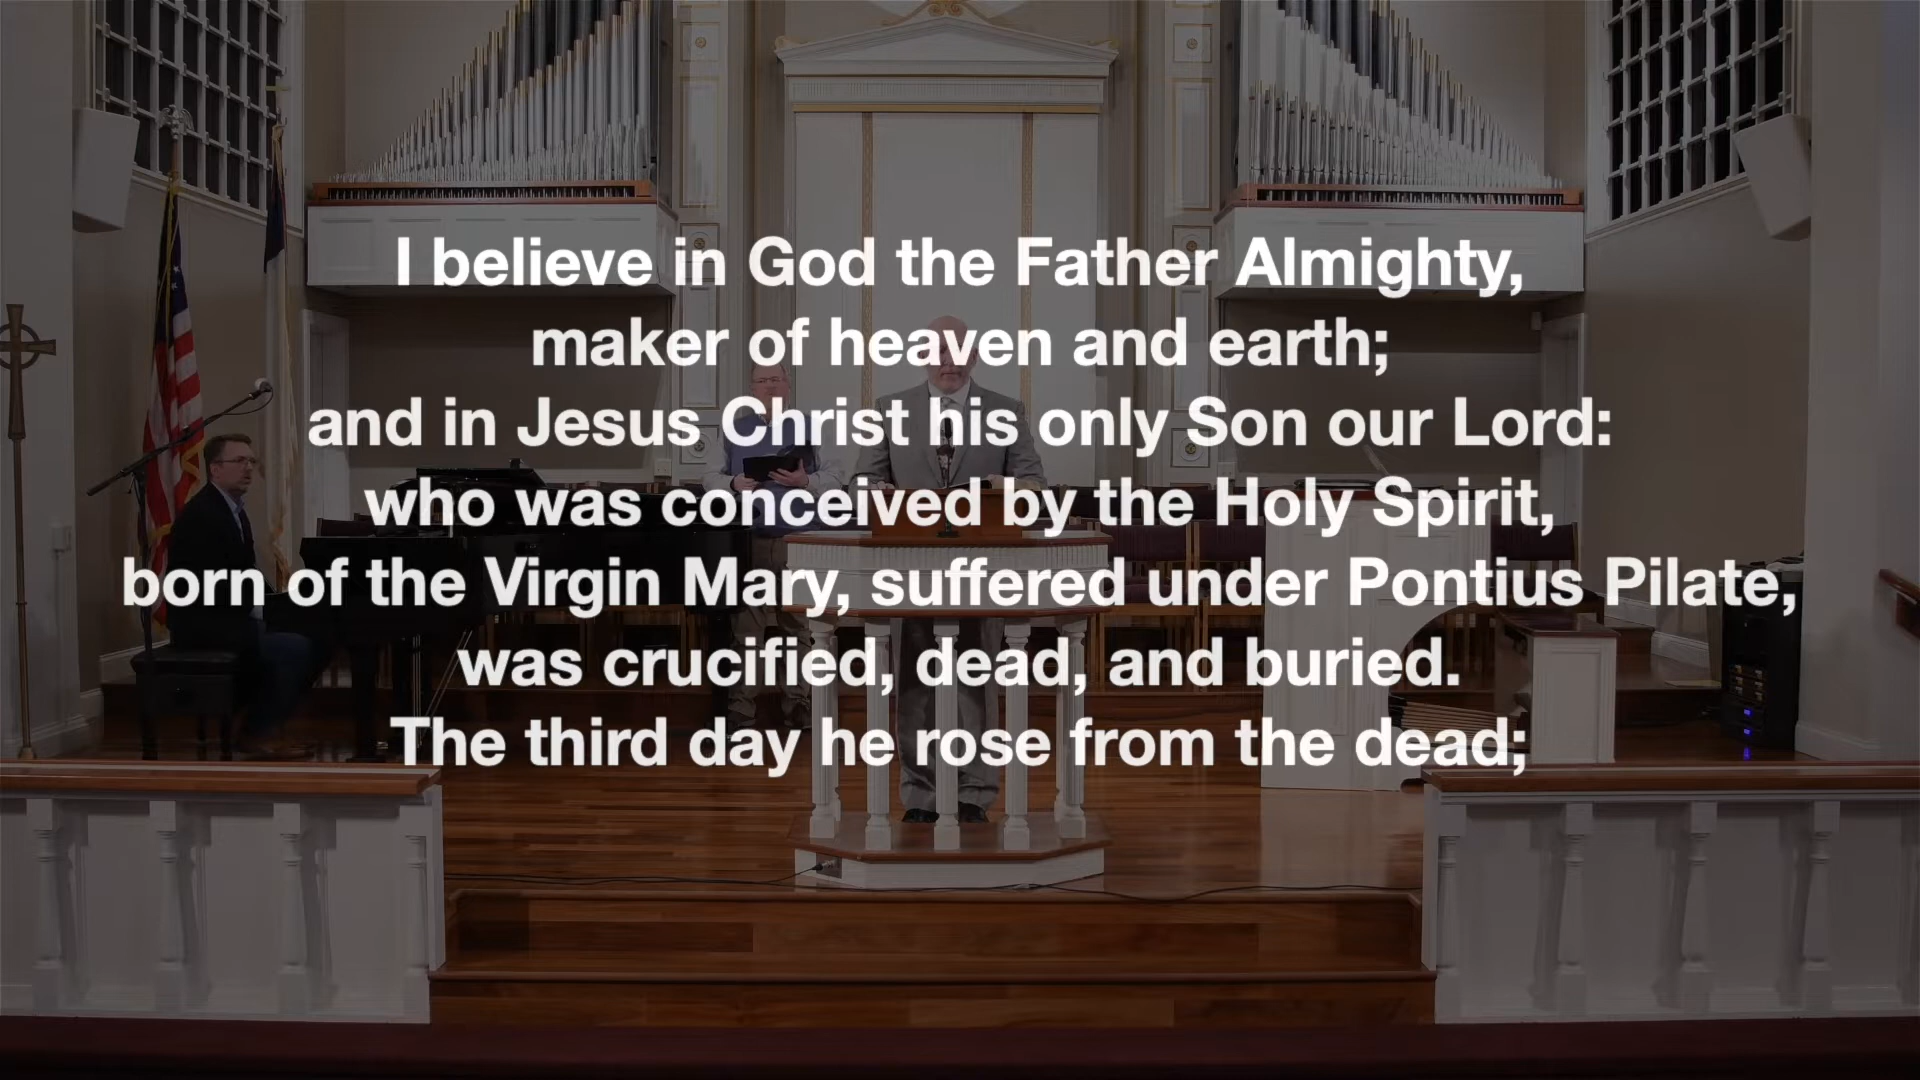 I believe in God the Father Almighty,
maker of heaven and earth;
and in Jesus Christ his only Son our Lord:
who was conceived by the Holy Spirit,
born of the Virgin Mary, suffered under Pontius Pilate,
was crucified, dead, and buried.
The third day he rose from the dead;